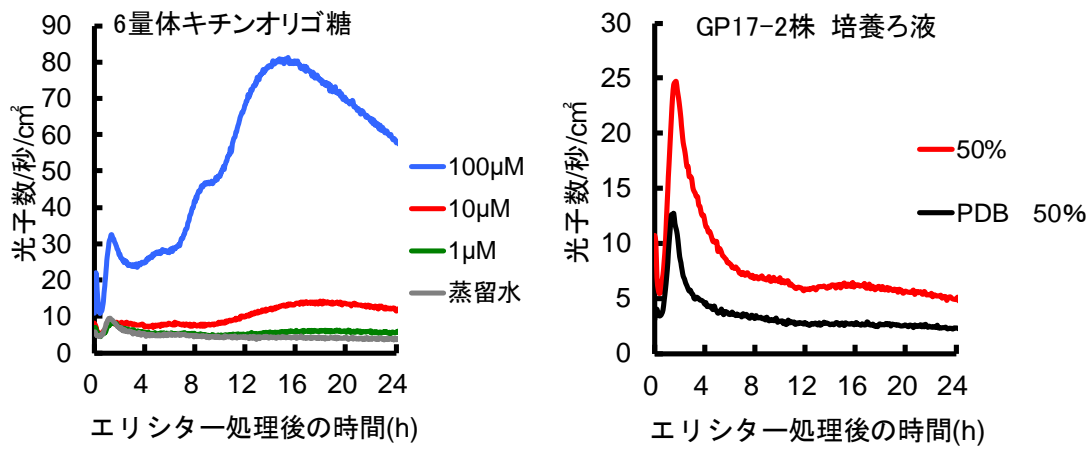 6量体キチンオリゴ糖
光子数/秒/cm²
90
80
70
60
50
40
30
20
10
0
0 4 8 12 16 20 24
エリシター処理後の時間(h)
100μM
10μM
1μM
蒸留水
GP17-2株 培養ろ液
光子数/秒/cm²
30
25
20
15
10
5
0
0 4 8 12 16 20 24
エリシター処理後の時間(h)
50%
PDB 50%